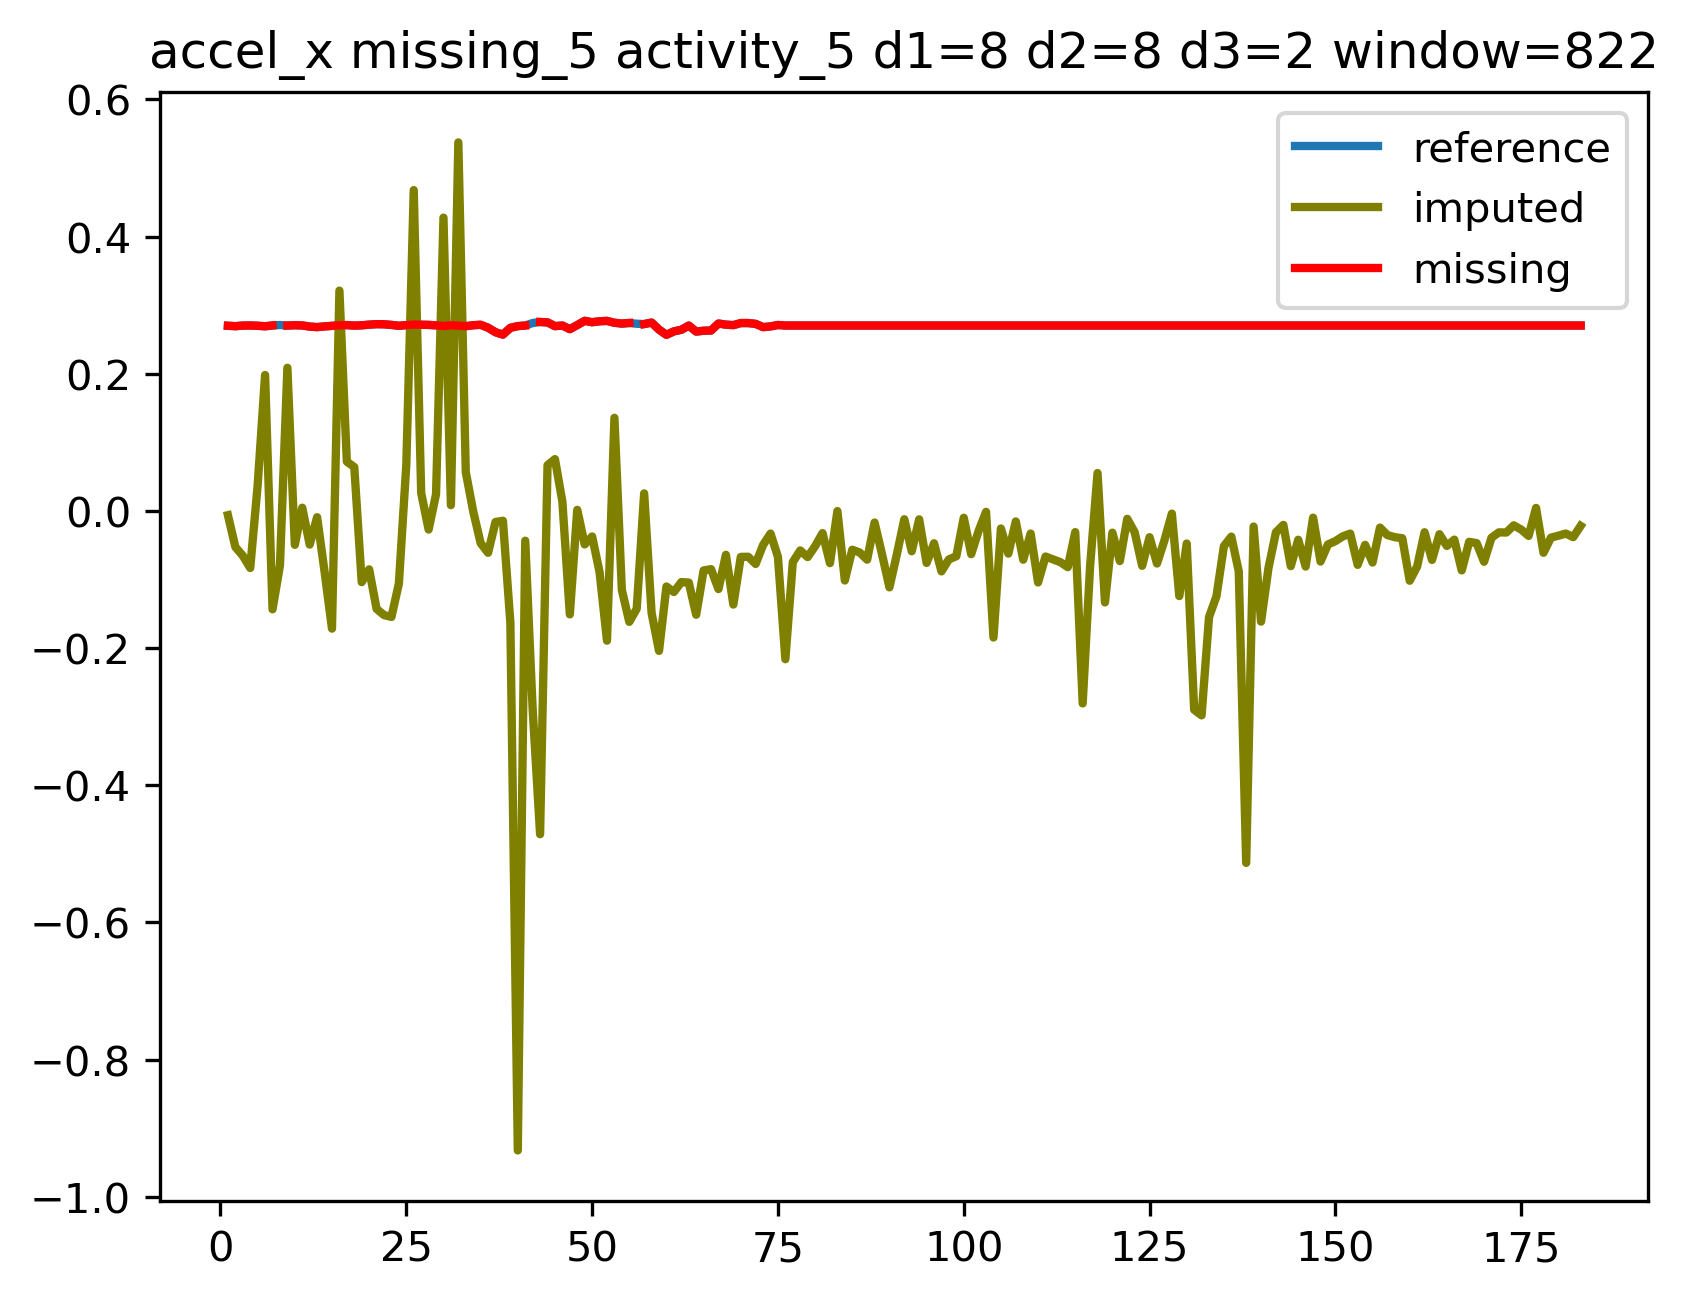 accel_x missing_5 activity_5 d1=8 d2=8 d3=2 window=822
reference
imputed
missing
0.6
0.4
0.2
0.0
−0.2
−0.4
−0.6
−0.8
−1.0
0 25 50 75 100 125 150 175